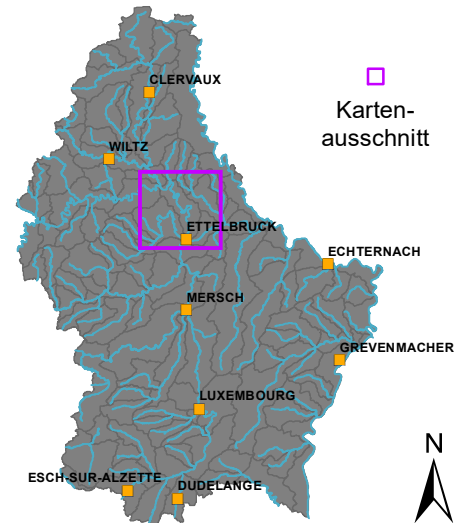 CLERVAUX
Karten-
ausschnitt
WILTZ
ETTELBRUCK
ECHTERNACH
MERSCH
GREVENMACHER
LUXEMBOURG
N
ESCH-SUR-ALZETTE
DUDELANGE